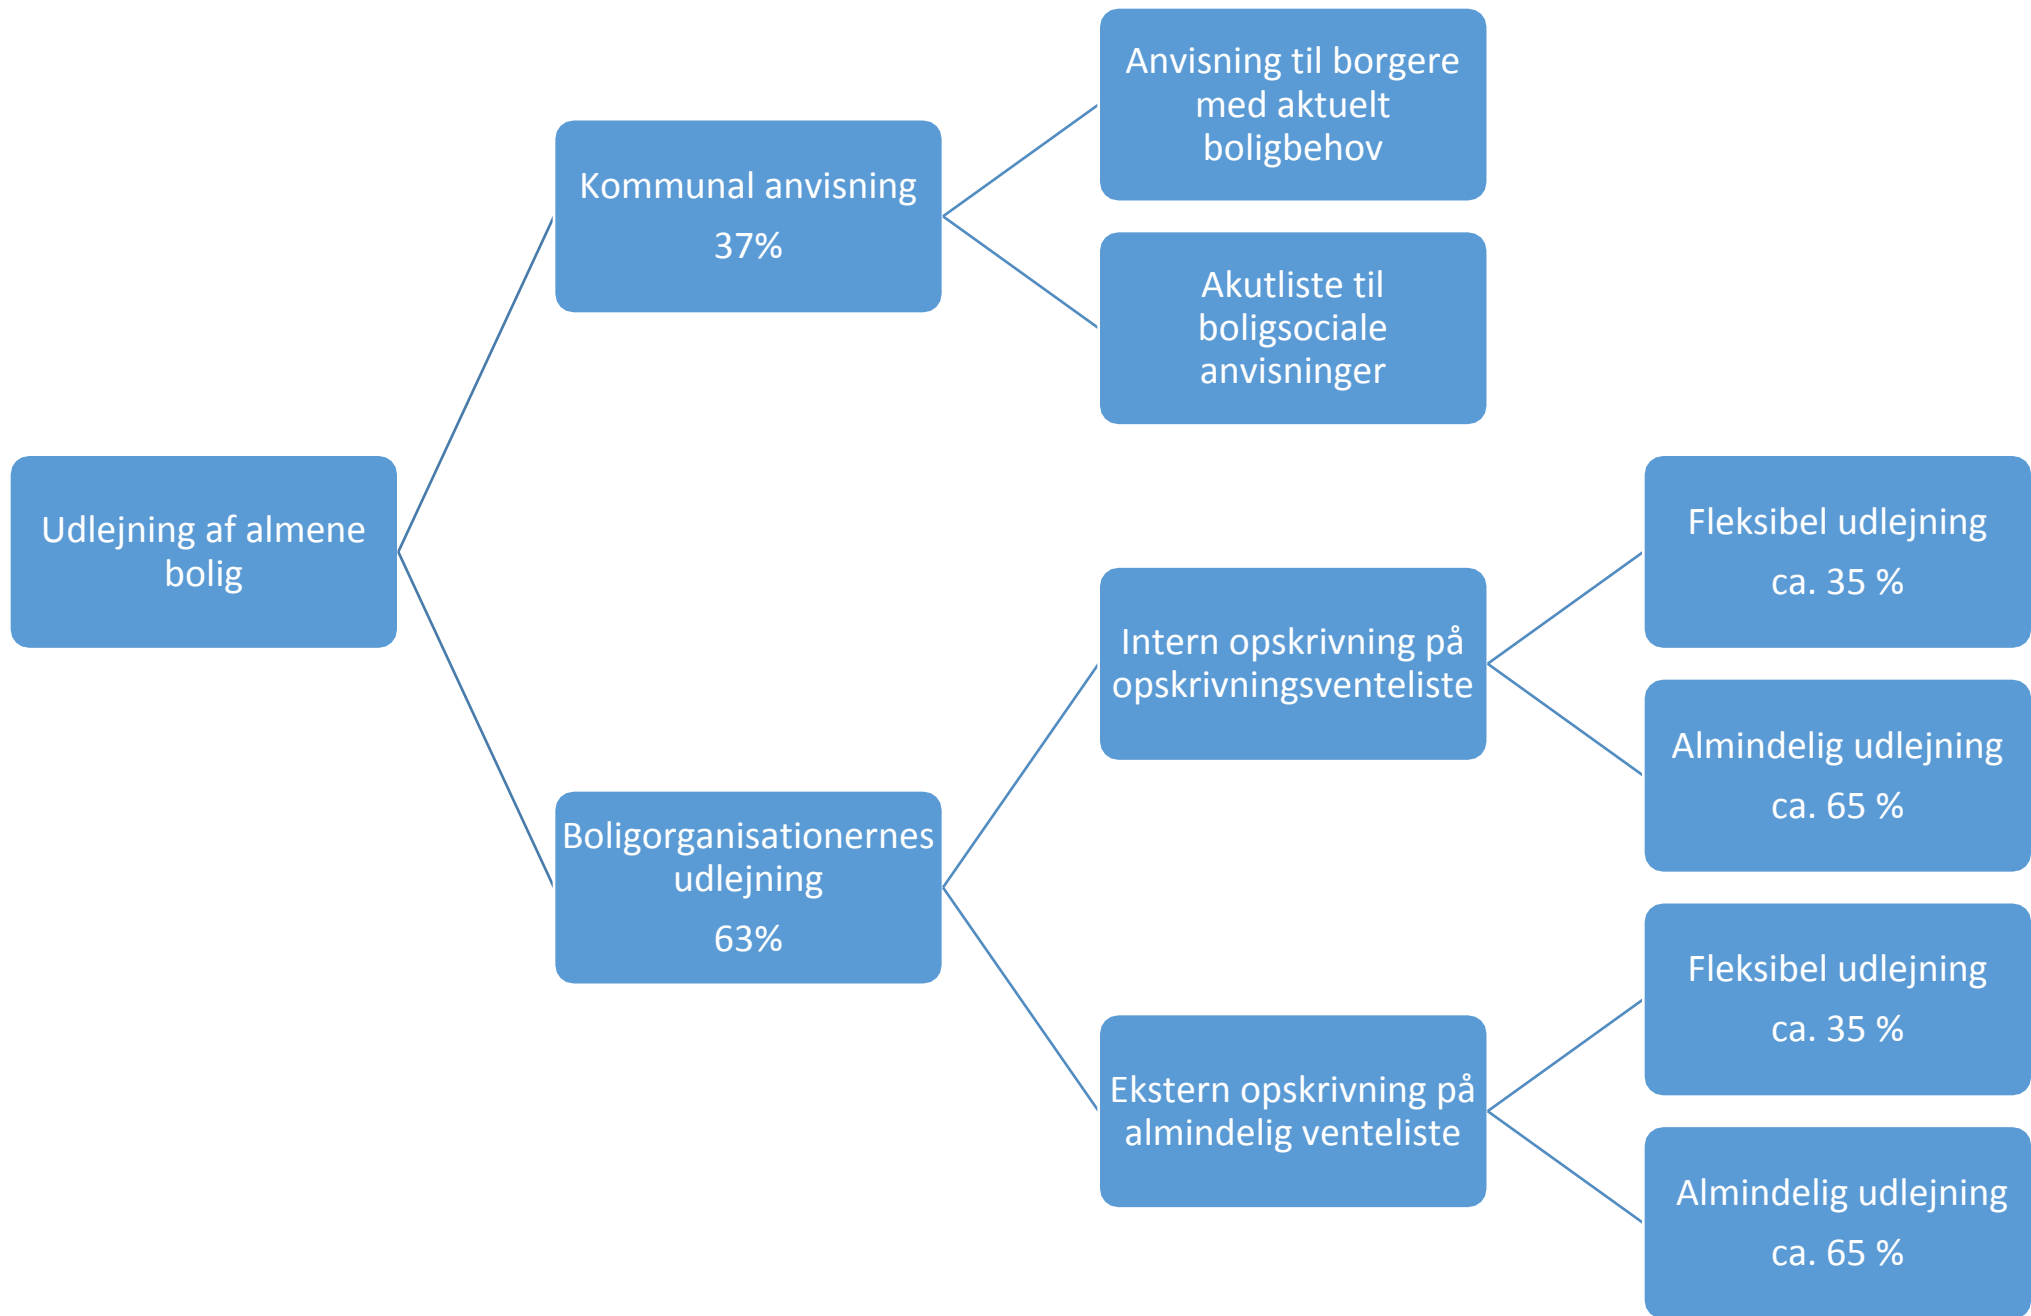 Udlejning af almene
bolig
Kommunal anvisning
37%
Anvisning til borgere
med aktuelt
boligbehov
Akutliste til
boligsociale
anvisninger
Boligorganisationernes
udlejning
63%
Intern opskrivning på
opskrivningsventeliste
Fleksibel udlejning
ca. 35 %
Almindelig udlejning
ca. 65 %
Ekstern opskrivning på
almindelig venteliste
Fleksibel udlejning
ca. 35 %
Almindelig udlejning
ca. 65 %